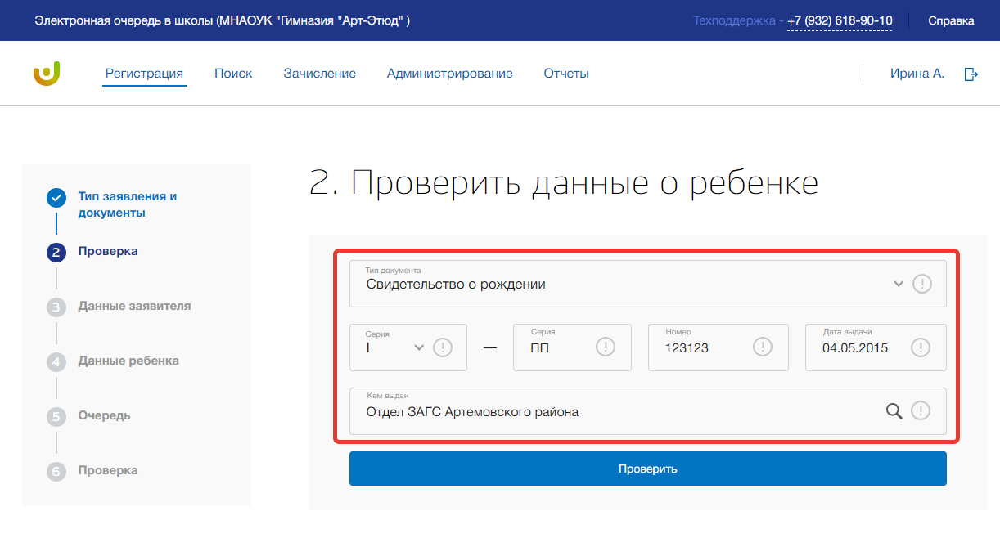 Электронная очередь в школы (МНАОУК "Гимназия "Арт-Этюд" )
Техподдержка - +7 (932) 618-90-10
Справка
Регистрация
Поиск
Зачисление
Администрирование
Отчеты
Ирина А.
Тип заявления и
документы
2 Проверка
3 Данные заявителя
4 Данные ребенка
5 Очередь
6 Проверка
2. Проверить данные о ребенке
Тип документа
Свидетельство о рождении
Серия
I
—
Серия
ПП
Номер
123123
Дата выдачи
04.05.2015
Кем выдан
Отдел ЗАГС Артемовского района
Проверить